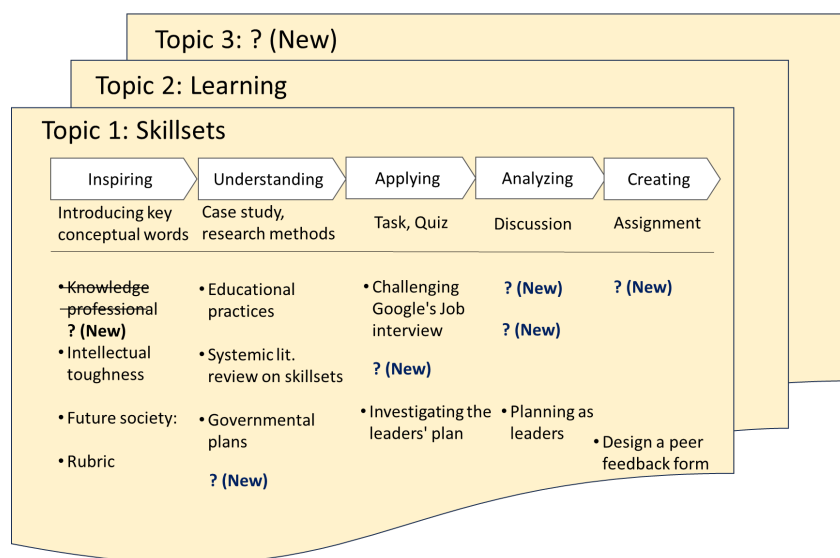 Topic 3: ? (New)
Topic 2: Learning
Topic 1: Skillsets
Inspiring
Understanding
Applying
Analyzing
Creating
Introducing key
conceptual words
Case study,
research methods
Task, Quiz
Discussion
Assignment
• Knowledge
professional
? (New)
• Intellectual
toughness
• Future society:
• Rubric
• Educational
practices
• Systemic lit.
review on skillsets
• Governmental
plans
? (New)
• Challenging
Google's Job
interview
? (New)
• Investigating the
leaders' plan
? (New)
? (New)
• Planning as
leaders
? (New)
• Design a peer
feedback form